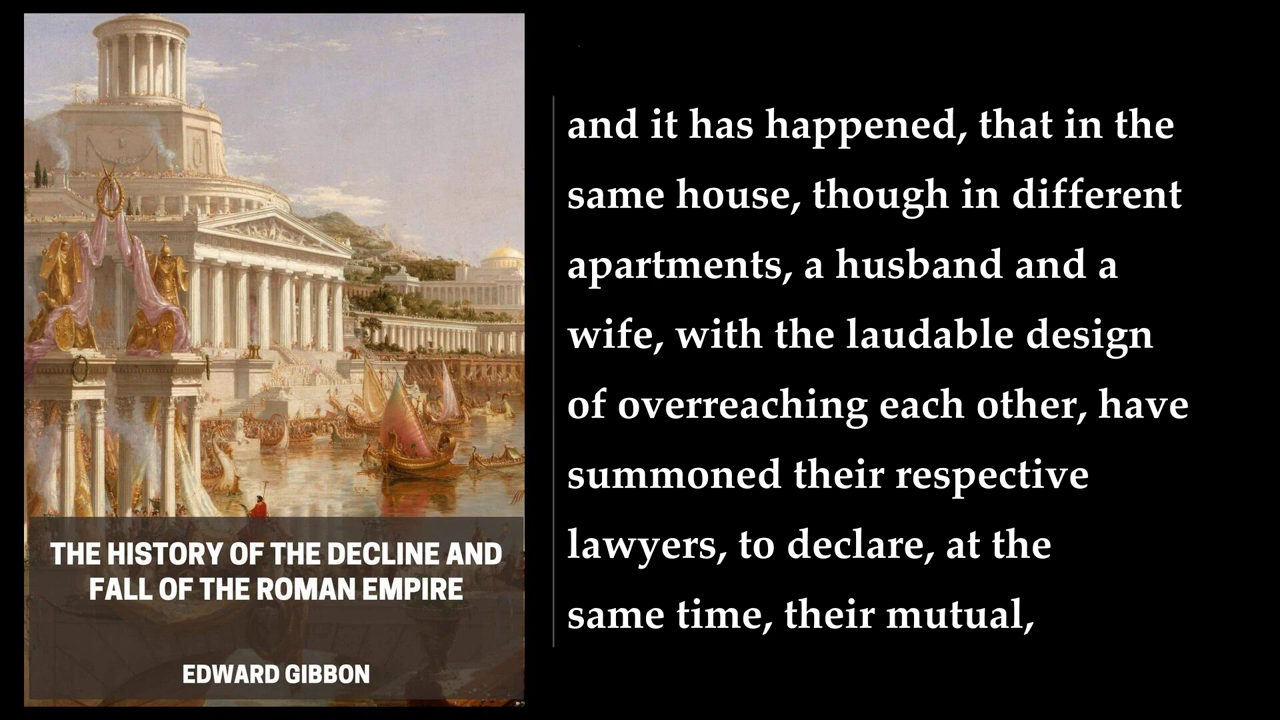 THE HISTORY OF THE DECLINE AND
FALL OF THE ROMAN EMPIRE
EDWARD GIBBON
and it has happened, that in the
same house, though in different
apartments, a husband and a
wife, with the laudable design
of overreaching each other, have
summoned their respective
lawyers, to declare, at the
same time, their mutual,